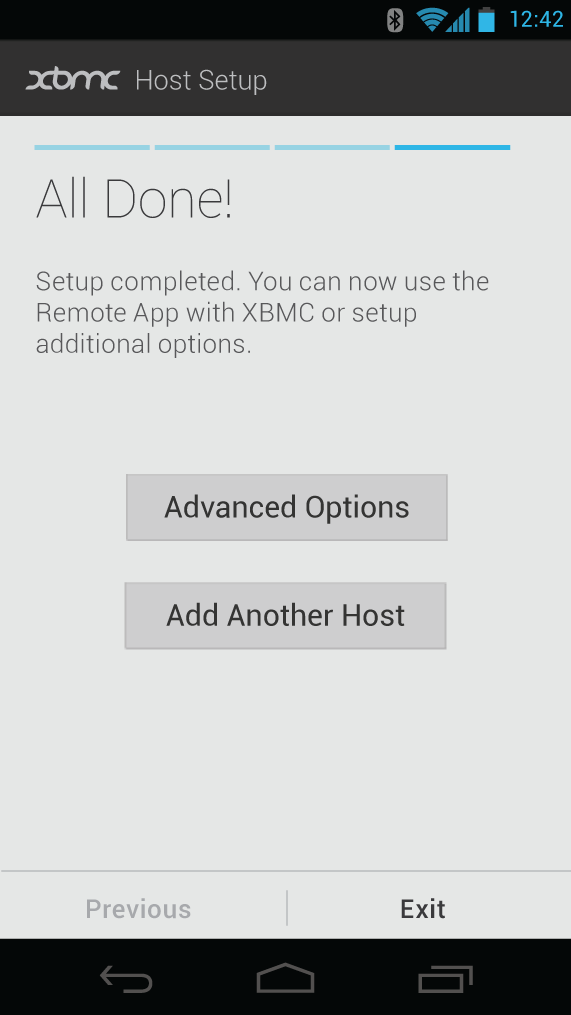 12:42
xbmc Host Setup
All Done!
Setup completed. You can now use the
Remote App with XBMC or setup
additional options.
Advanced Options
Add Another Host
Previous Exit